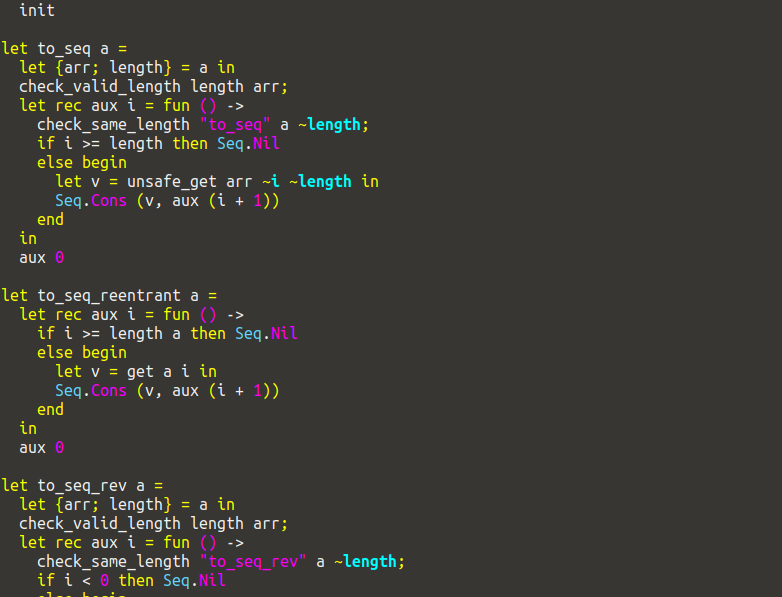 init
let to_seq a =
let {arr; length} = a in
check_valid_length length arr;
let rec aux i = fun () ->
check_same_length "to_seq" a ~length;
if i >= length then Seq.Nil
else begin
let v = unsafe_get arr ~i ~length in
Seq.Cons (v, aux (i + 1))
end
in
aux 0
let to_seq_reentrant a =
let rec aux i = fun () ->
if i >= length a then Seq.Nil
else begin
let v = get a i in
Seq.Cons (v, aux (i + 1))
end
in
aux 0
let to_seq_rev a =
let {arr; length} = a in
check_valid_length length arr;
let rec aux i = fun () ->
check_same_length "to_seq_rev" a ~length;
if i < 0 then Seq.Nil
else begin